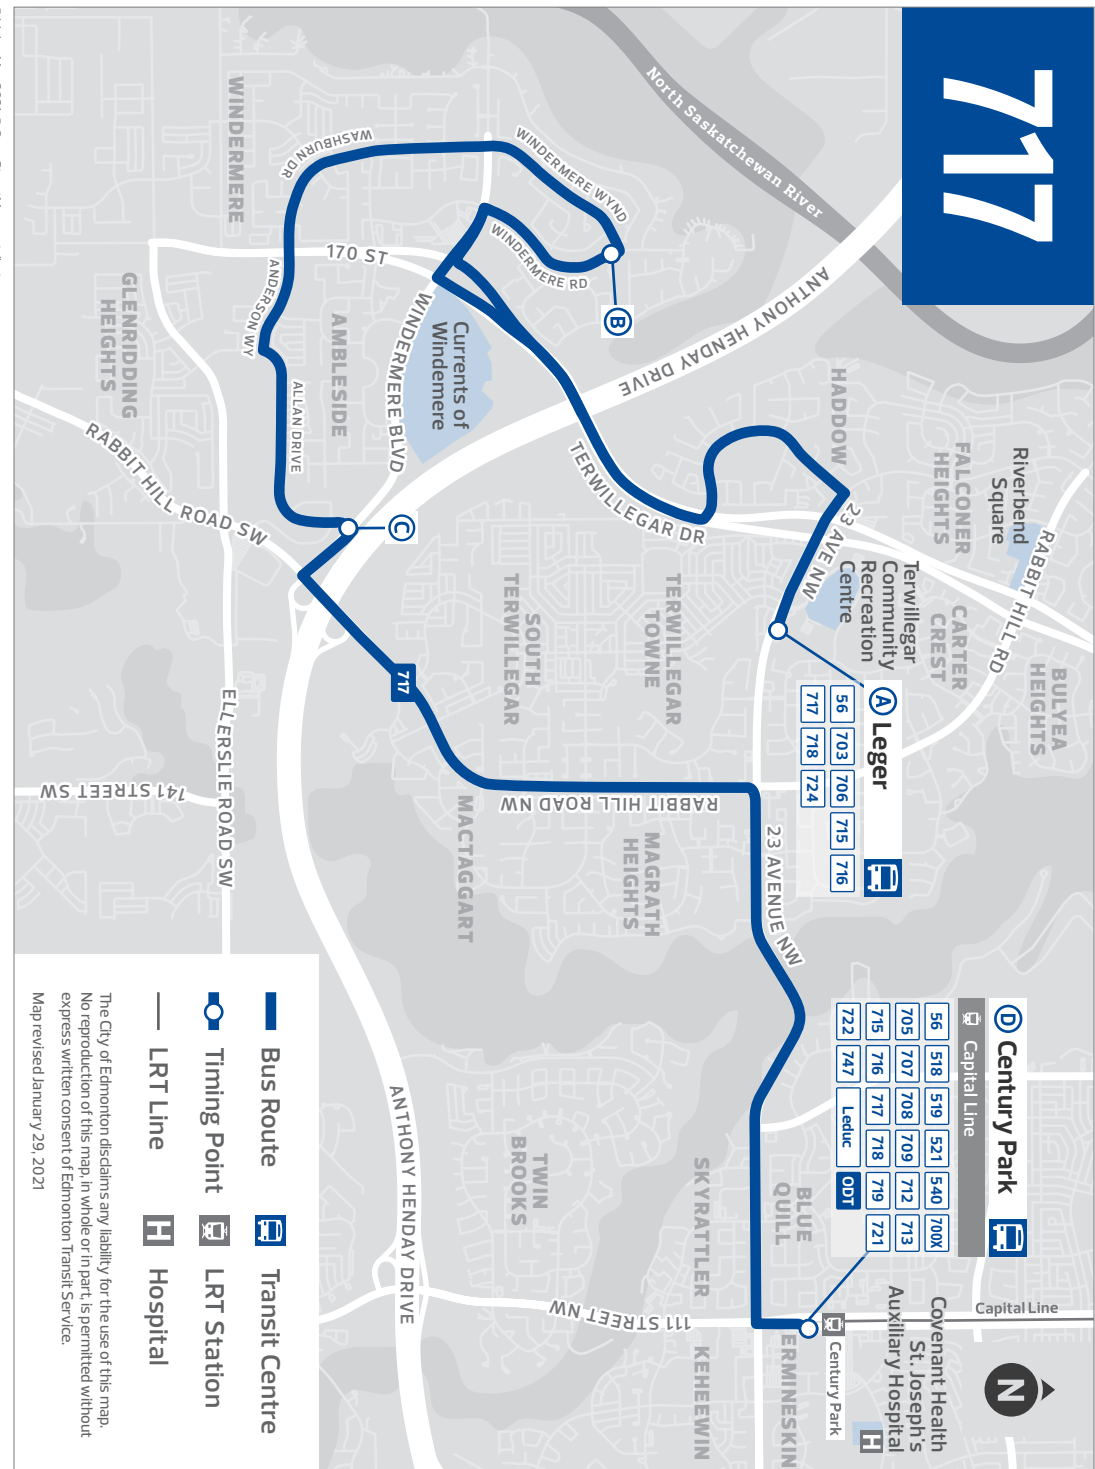 717
North Saskatchewan River
ANTHONY HENDAY DRIVE
WINDERMERE
WASHBURN DR
WINDERMERE WYND
WINDERMERE RD
B
170 ST
WINDERMERE BLVD
Currents of
Windemere
ANDERSON WY
AMBLESIDE
ALLAN DRIVE
GLENRIDDING
HEIGHTS
RABBIT HILL ROAD SW
C
TERWILLEGAR DR
HADDOW
23 AVE NW
FALCONER
HEIGHTS
Riverbend
Square
RABBIT HILL RD
Terwillegar
Community
Recreation
Centre
CARTER
CREST
BULYEA
HEIGHTS
TERWILLEGAR
TOWNE
SOUTH
TERWILLEGAR
717
A Leger
56 703 706 715 716
717 718 724
ELLERSLIE ROAD SW
141 STREET SW
MACTAGGART
RABBIT HILL ROAD NW
MAGRATH
HEIGHTS
23 AVENUE NW
D Century Park
Capital Line
56 518 519 521 540 700X
705 707 708 709 712 713
715 716 717 718 719 721
722 747 Leduc ODT
TWIN
BROOKS
SKYRATTLER
BLUE
QUILL
ANTHONY HENDAY DRIVE
111 STREET NW
KEHEEWIN
ERMINESKIN
Century Park
Capital Line
Covenant Health
St. Joseph's
Auxiliary Hospital
H
N
Bus Route
Transit Centre
Timing Point
LRT Station
LRT Line
H Hospital
The City of Edmonton disclaims any liability for the use of this map.
No reproduction of this map, in whole or in part, is permitted without
express written consent of Edmonton Transit Service.
Map revised January 29, 2021